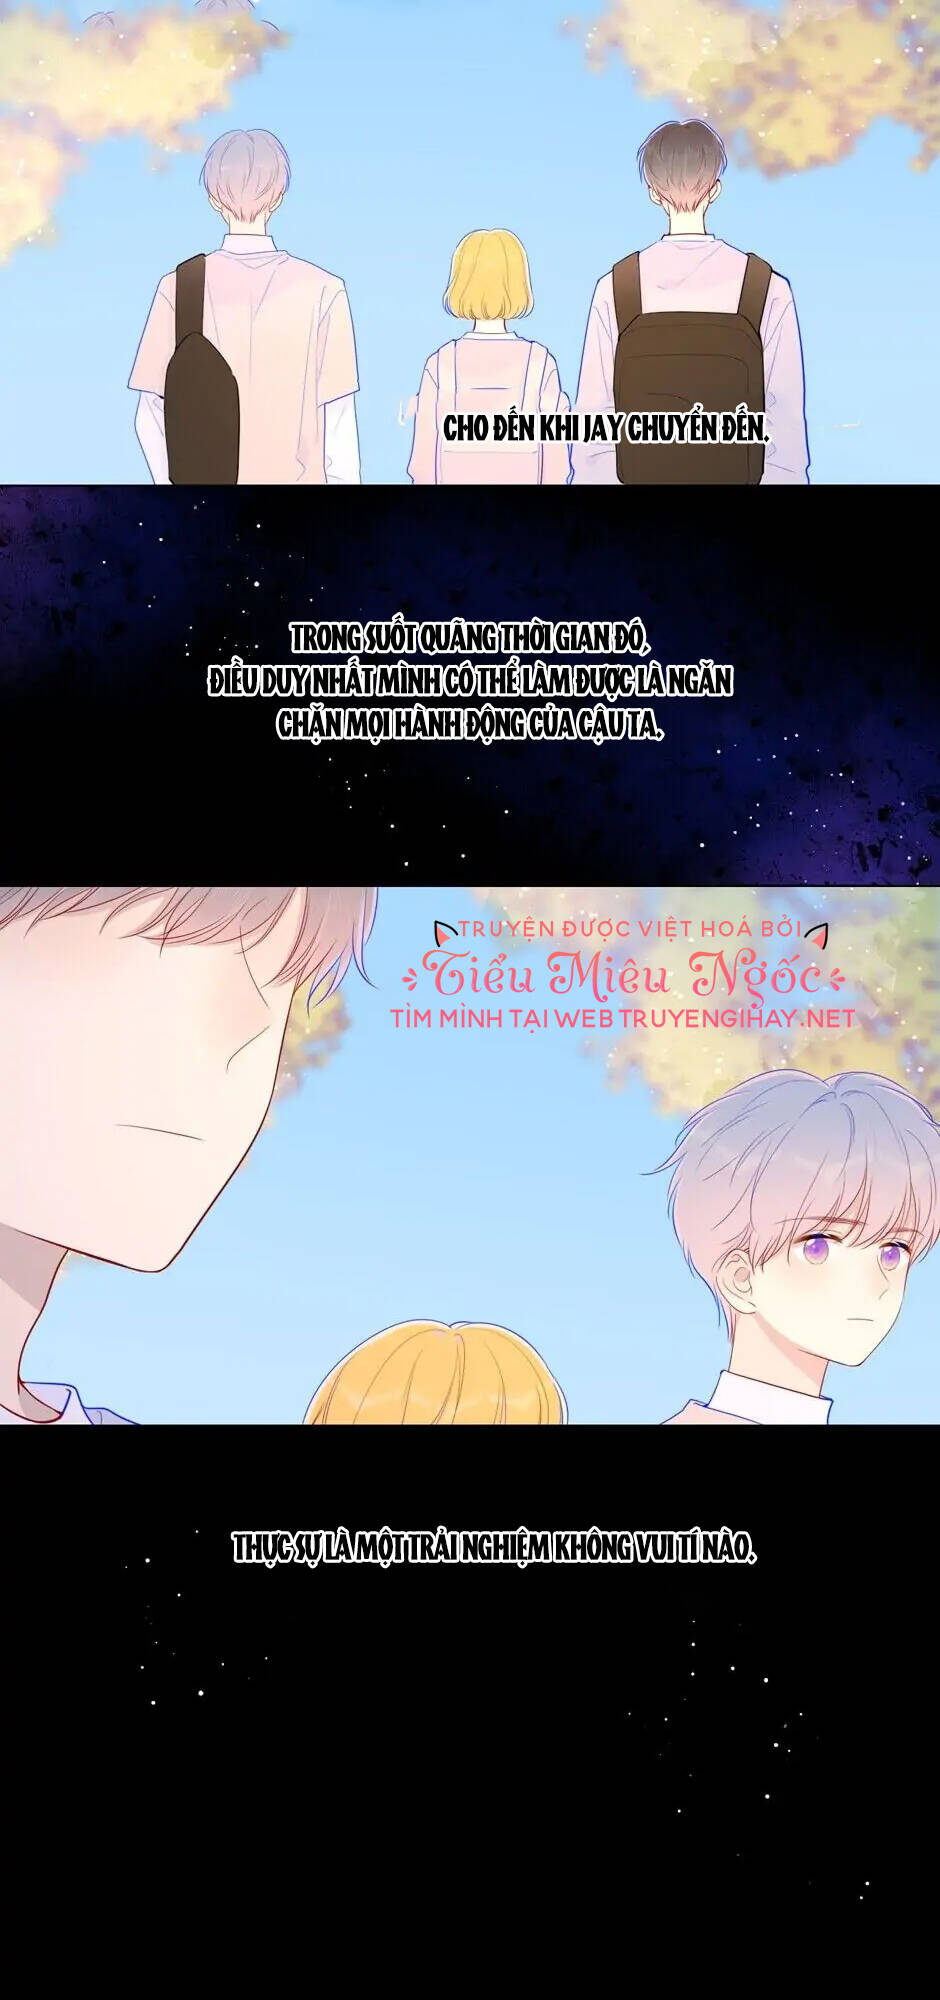 CHO ĐẾN KHI JAY CHUYỂN ĐẾN.
TRONG SUỐT QUÃNG THỜI GIAN ĐÓ,
ĐIỀU DUY NHẤT MÌNH CÓ THỂ LÀM ĐƯỢC LÀ NGĂN
CHẶN MỌI HÀNH ĐỘNG CỦA CẬU TA.
TRUYỆN ĐƯỢC VIỆT HOÁ BỞI
Tiểu Miêu Ngốc
TÌM MÌNH TẠI WEB TRUYENGIHAY.NET
THỰC SỰ LÀ MỘT TRẢI NGHIỆM KHÔNG VUI TÍ NÀO.